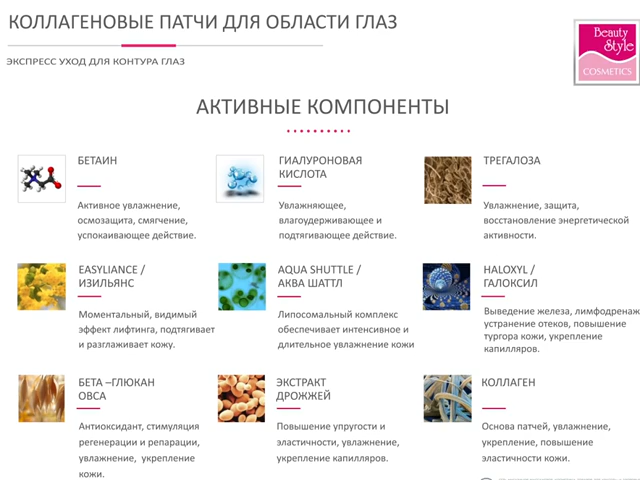 КОЛЛАГЕНОВЫЕ ПАТЧИ ДЛЯ ОБЛАСТИ ГЛАЗ
ЭКСПРЕСС УХОД ДЛЯ КОНТУРА ГЛАЗ
Beauty
Style
COSMETICS
АКТИВНЫЕ КОМПОНЕНТЫ
БЕТАИН
Активное увлажнение,
осмозащита, смягчение,
успокаивающее действие.
ГИАЛУРОНОВАЯ
КИСЛОТА
Увлажняющее,
влагоудерживающее и
подтягивающее действие.
ТРЕГАЛОЗА
Увлажнение, защита,
восстановление энергетической
активности.
EASYLIANCE /
ИЗИЛЬЯНС
Моментальный, видимый
эффект лифтинга, подтягивает
и разглаживает кожу.
AQUA SHUTTLE /
АКВА ШАТТЛ
Липосомальный комплекс
обеспечивает интенсивное и
длительное увлажнение кожи
HALOXYL /
ГАЛОКСИЛ
Выведение железа, лимфодренаж
устранение отеков, повышение
тургора кожи, укрепление
капилляров.
БЕТА –ГЛЮКАН
ОВСА
Антиоксидант, стимуляция
регенерации и репарации,
увлажнение, укрепление
кожи.
ЭКСТРАКТ
ДРОЖЖЕЙ
Повышение упругости и
эластичности, увлажнение,
укрепление капилляров.
КОЛЛАГЕН
Основа патчей, увлажнение,
укрепление, повышение
эластичности кожи.